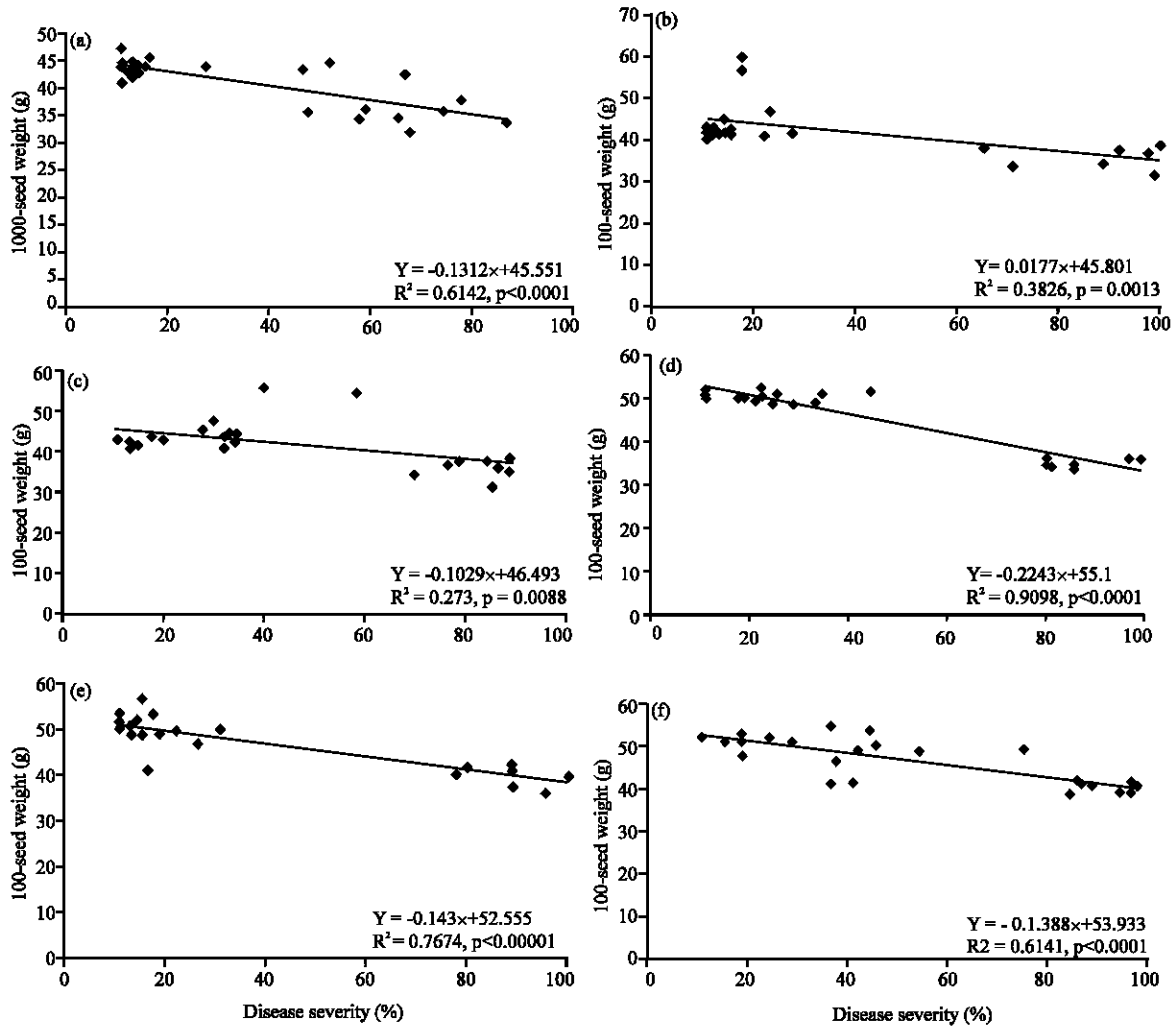 (a)
1000-seed weight (g)
50
45
40
35
30
25
20
15
10
5
0
Y = -0.1312×+45.551
R² = 0.6142, p<0.0001
0 20 40 60 80 100
(b)
100-seed weight (g)
70
60
50
40
30
20
10
0
Y= 0.0177×+45.801
R² = 0.3826, p = 0.0013
0 20 40 60 80 100
(c)
100-seed weight (g)
60
50
40
30
20
10
0
Y = -0.1029×+46.493
R² = 0.273, p = 0.0088
0 20 40 60 80 100
(d)
100-seed weight (g)
60
50
40
30
20
10
0
Y= -0.2243×+55.1
R² = 0.9098, p<0.0001
0 20 40 60 80 100
(e)
100-seed weight (g)
60
50
40
30
20
10
0
Y = -0.143×+52.555
R² = 0.7674, p<0.00001
0 20 40 60 80 100
Disease severity (%)
(f)
100-seed weight (g)
60
50
40
30
20
10
0
Y = - 0.1.388×+53.933
R2 = 0.6141, p<0.0001
0 20 40 60 80 100
Disease severity (%)